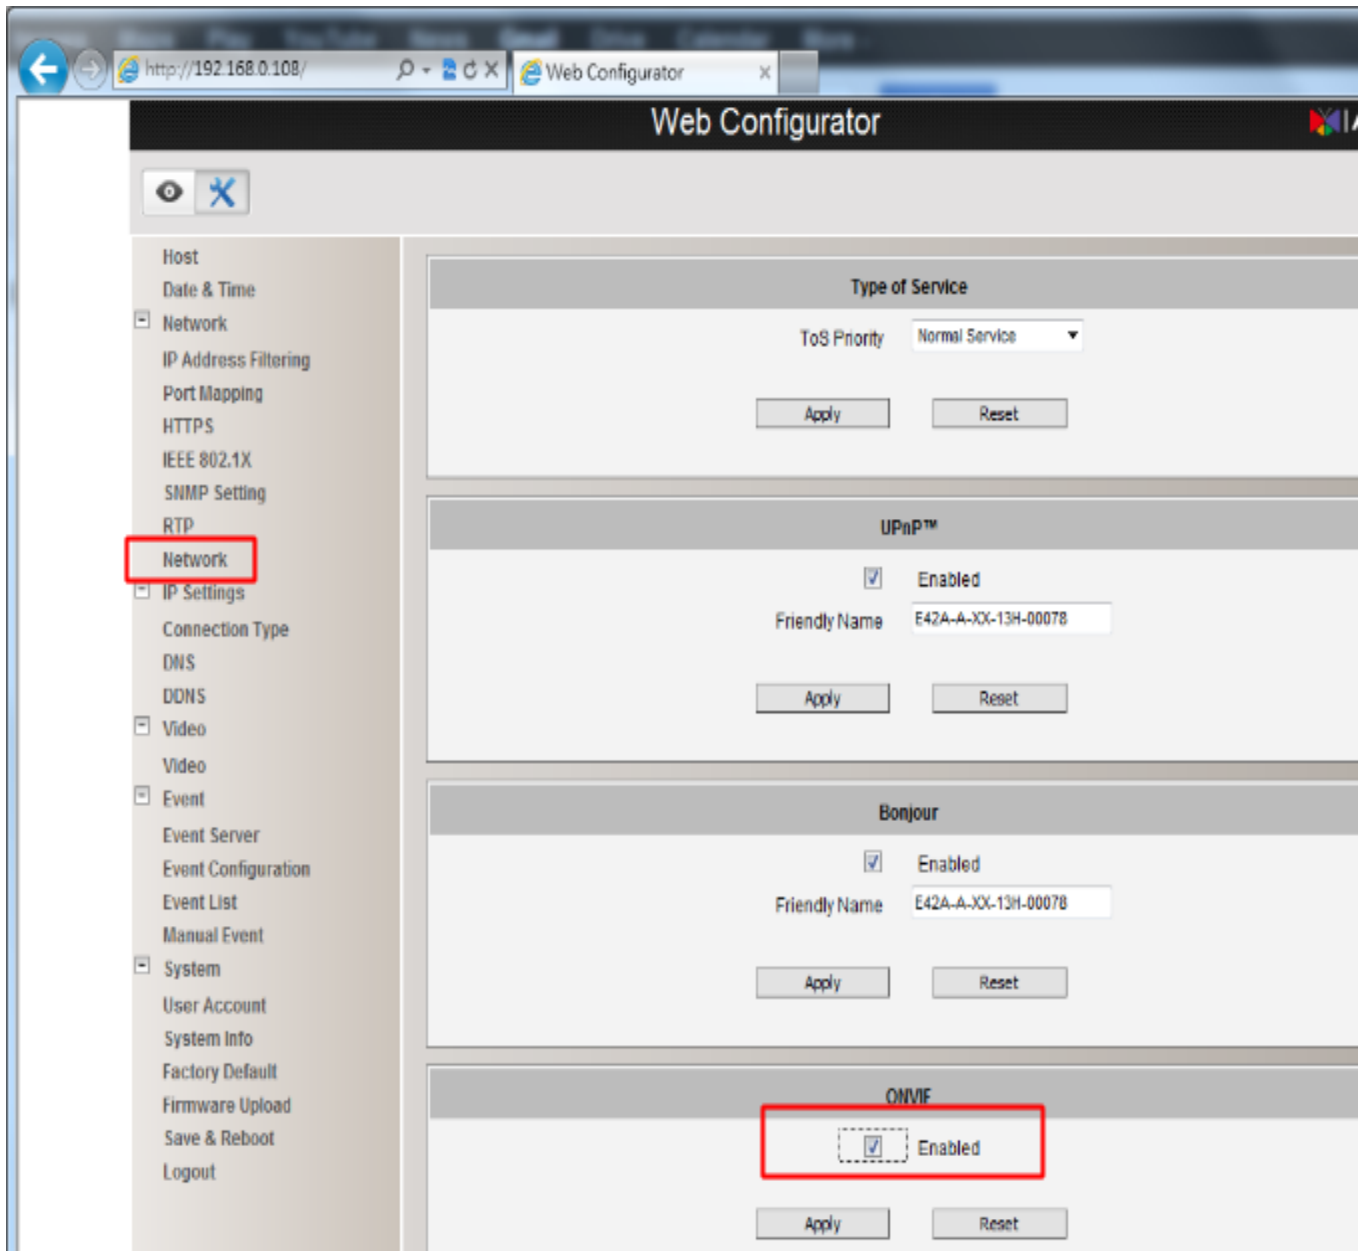 http://192.168.0.108/
Web Configurator
Web Configurator
Host
Date & Time
Network
IP Address Filtering
Port Mapping
HTTPS
IEEE 802.1X
SNMP Setting
RTP
Network
IP Settings
Connection Type
DNS
DDNS
Video
Video
Event
Event Server
Event Configuration
Event List
Manual Event
System
User Account
System Info
Factory Default
Firmware Upload
Save & Reboot
Logout
Type of Service
ToS Priority Normal Service
Apply Reset
UPnP™
Enabled
Friendly Name E42A-A-XX-13H-00078
Apply Reset
Bonjour
Enabled
Friendly Name E42A-A-XX-13H-00078
Apply Reset
ONVIF
Enabled
Apply Reset